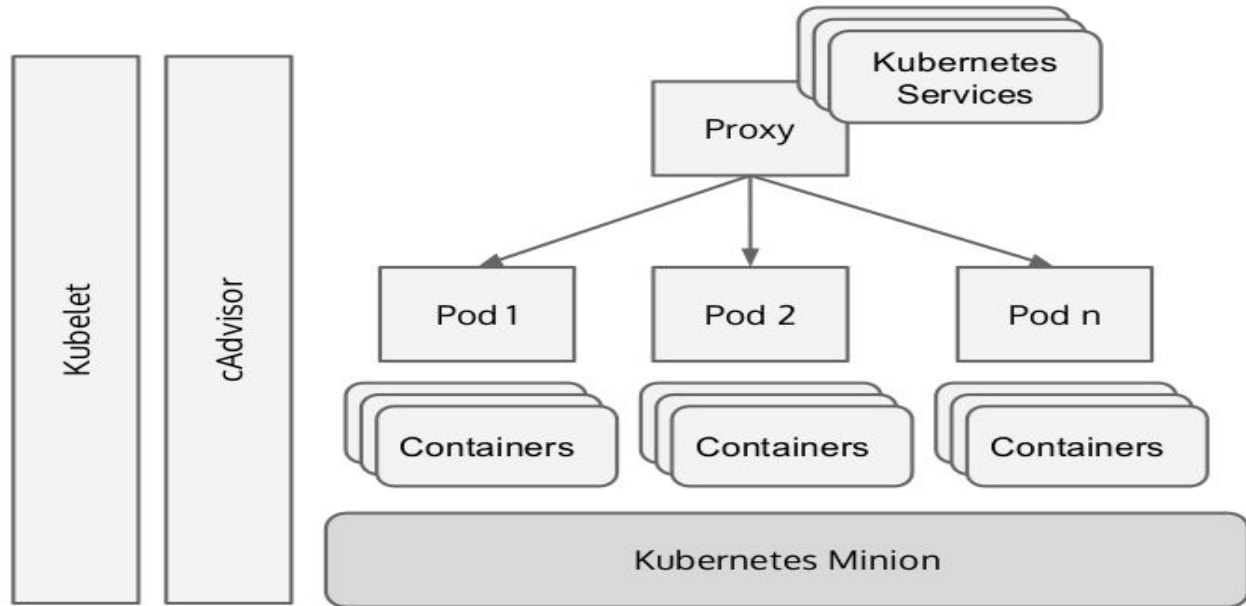 Kubernetes
Services
Proxy
Kubelet
cAdvisor
Pod 1
Pod 2
Pod n
Containers
Containers
Containers
Kubernetes Minion